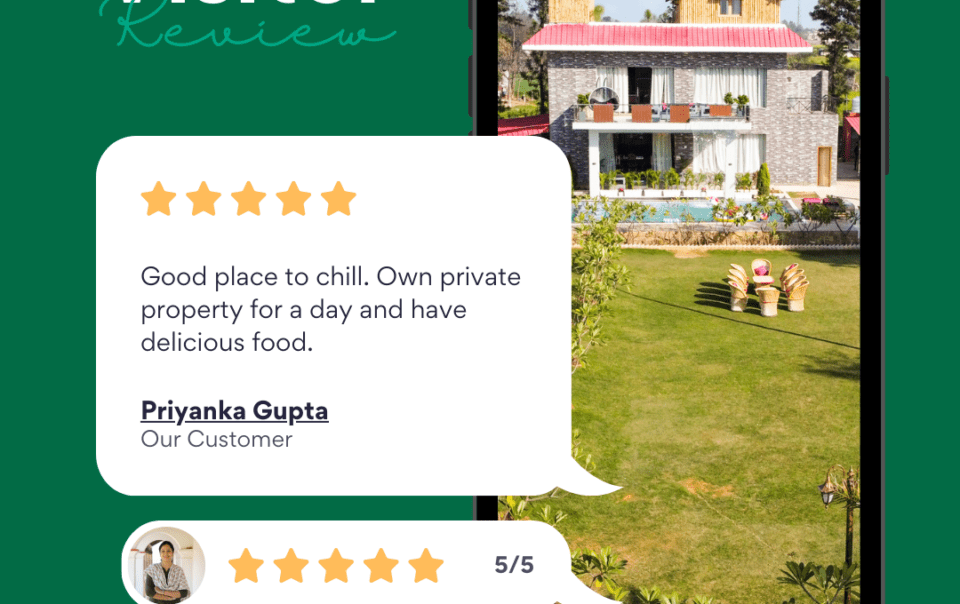 Review
Good place to chill. Own private
property for a day and have
delicious food.
Priyanka Gupta
Our Customer
5/5